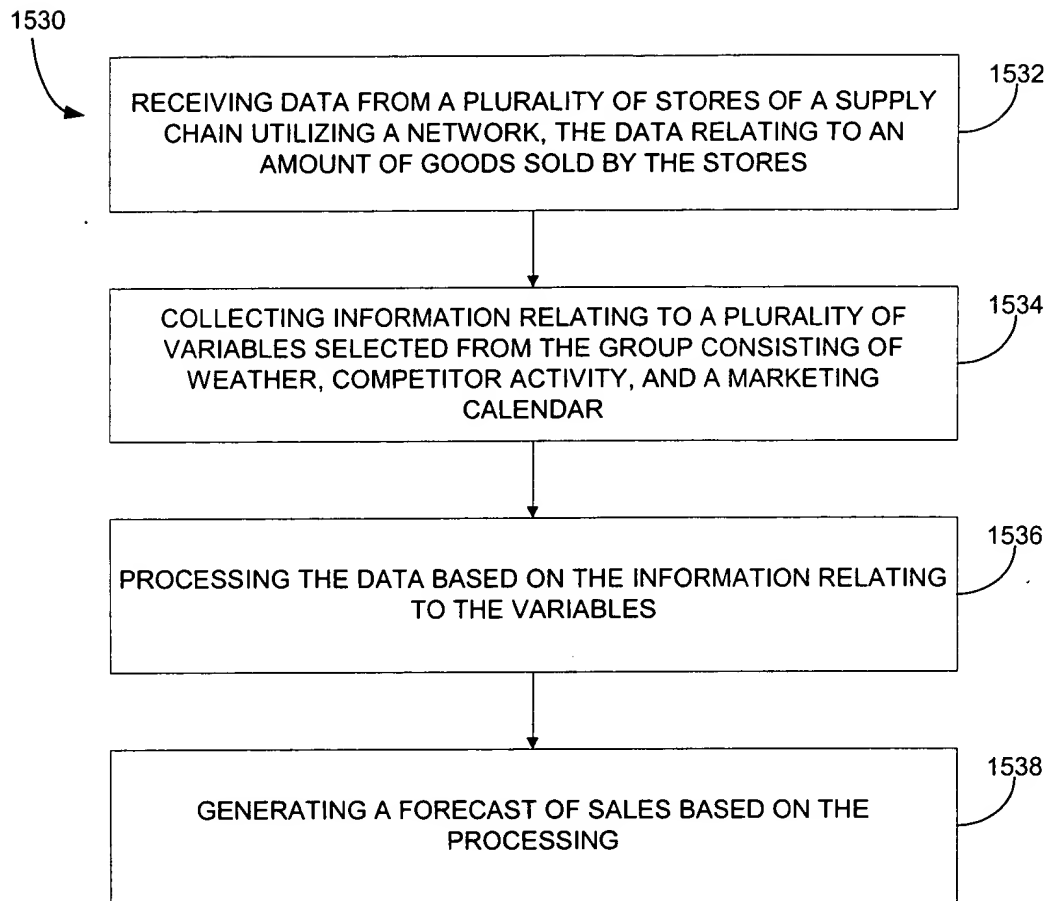 1530
1532
RECEIVING DATA FROM A PLURALITY OF STORES OF A SUPPLY
CHAIN UTILIZING A NETWORK, THE DATA RELATING TO AN
AMOUNT OF GOODS SOLD BY THE STORES
1534
COLLECTING INFORMATION RELATING TO A PLURALITY OF
VARIABLES SELECTED FROM THE GROUP CONSISTING OF
WEATHER, COMPETITOR ACTIVITY, AND A MARKETING
CALENDAR
1536
PROCESSING THE DATA BASED ON THE INFORMATION RELATING
TO THE VARIABLES
1538
GENERATING A FORECAST OF SALES BASED ON THE
PROCESSING